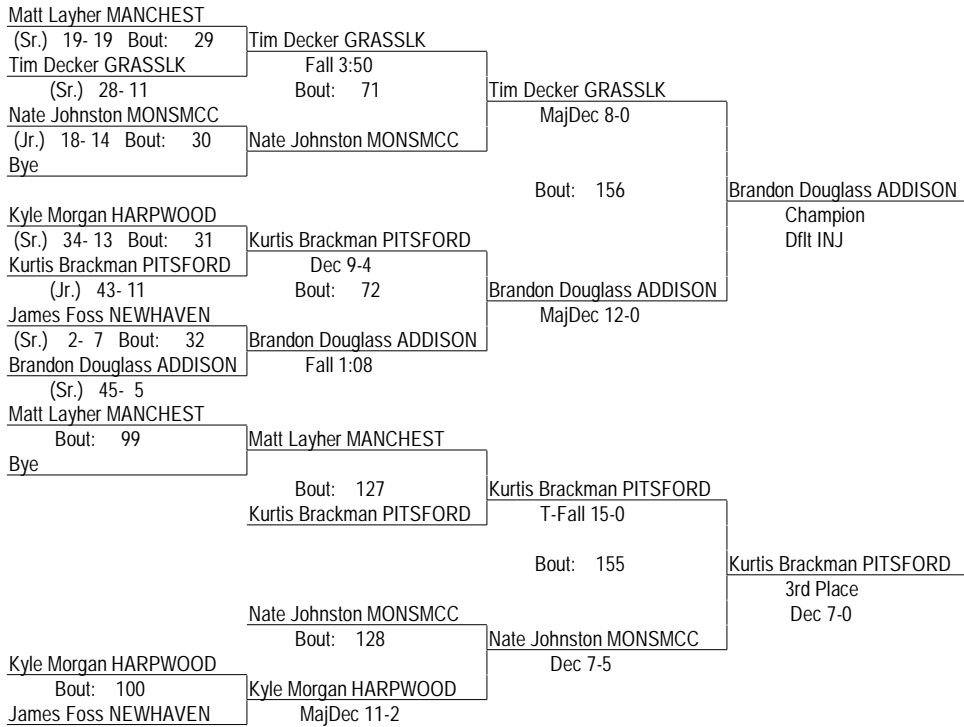 Matt Layher MANCHEST
(Sr.) 19- 19 Bout: 29 Tim Decker GRASSLK
Tim Decker GRASSLK Fall 3:50
(Sr.) 28- 11 Bout: 71 Tim Decker GRASSLK
Nate Johnston MONSMCC MajDec 8-0
(Jr.) 18- 14 Bout: 30 Nate Johnston MONSMCC
Bye
Bout: 156 Brandon Douglass ADDISON
Kyle Morgan HARPWOOD Champion
(Sr.) 34- 13 Bout: 31 Kurtis Brackman PITSFORD Dflt INJ
Kurtis Brackman PITSFORD Dec 9-4
(Jr.) 43- 11 Bout: 72 Brandon Douglass ADDISON
James Foss NEWHAVEN MajDec 12-0
(Sr.) 2- 7 Bout: 32 Brandon Douglass ADDISON
Brandon Douglass ADDISON Fall 1:08
(Sr.) 45- 5
Matt Layher MANCHEST
Bout: 99 Matt Layher MANCHEST
Bye
Bout: 127 Kurtis Brackman PITSFORD
Kurtis Brackman PITSFORD T-Fall 15-0
Bout: 155 Kurtis Brackman PITSFORD
3rd Place
Nate Johnston MONSMCC Dec 7-0
Bout: 128 Nate Johnston MONSMCC
Kyle Morgan HARPWOOD Dec 7-5
Bout: 100 Kyle Morgan HARPWOOD
James Foss NEWHAVEN MajDec 11-2